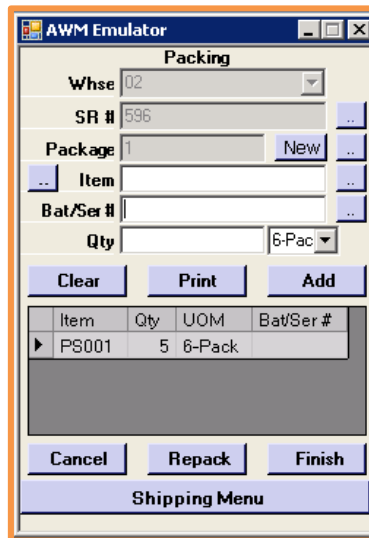 AWM Emulator
Packing
Whse 02
SR # 596 ..
Package 1 New ..
.. Item ..
Bat/Ser # ..
Qty 6-Pac
Clear Print Add
Item Qty UOM Bat/Ser #
PS001 5 6-Pack
Cancel Repack Finish
Shipping Menu